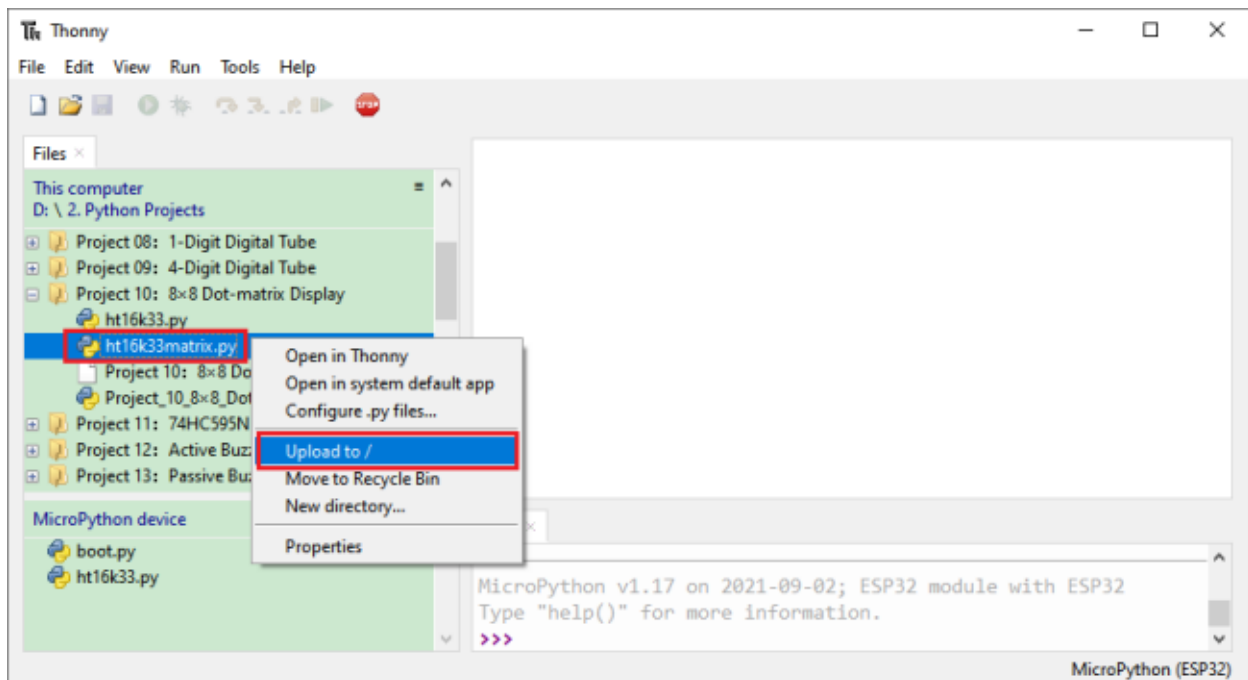 Thonny
File Edit View Run Tools Help
STOP
Files
This computer
D: \ 2. Python Projects
Project 08: 1-Digit Digital Tube
Project 09: 4-Digit Digital Tube
Project 10: 8×8 Dot-matrix Display
ht16k33.py
ht16k33matrix.py
Project 10: 8×8 Do
Project_10_8×8_Dot
Project 11: 74HC595N
Project 12: Active Buz
Project 13: Passive Bu
Open in Thonny
Open in system default app
Configure .py files...
Upload to /
Move to Recycle Bin
New directory...
Properties
MicroPython device
boot.py
ht16k33.py
MicroPython v1.17 on 2021-09-02; ESP32 module with ESP32
Type "help()" for more information.
>>>
MicroPython (ESP32)